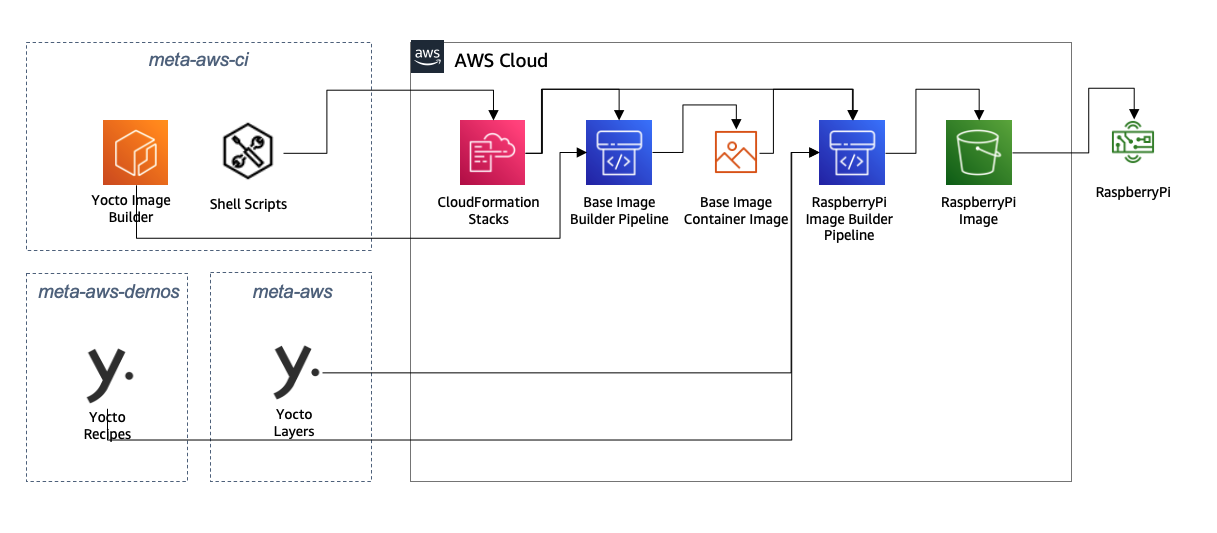 meta-aws-ci
aws
AWS Cloud
Yocto Image
Builder
Shell Scripts
CloudFormation
Stacks
</>
Base Image
Builder Pipeline
Base Image
Container Image
</>
RaspberryPi
Image Builder
Pipeline
RaspberryPi
Image
RaspberryPi
meta-aws-demos
meta-aws
y.
Yocto
Recipes
y.
Yocto
Layers